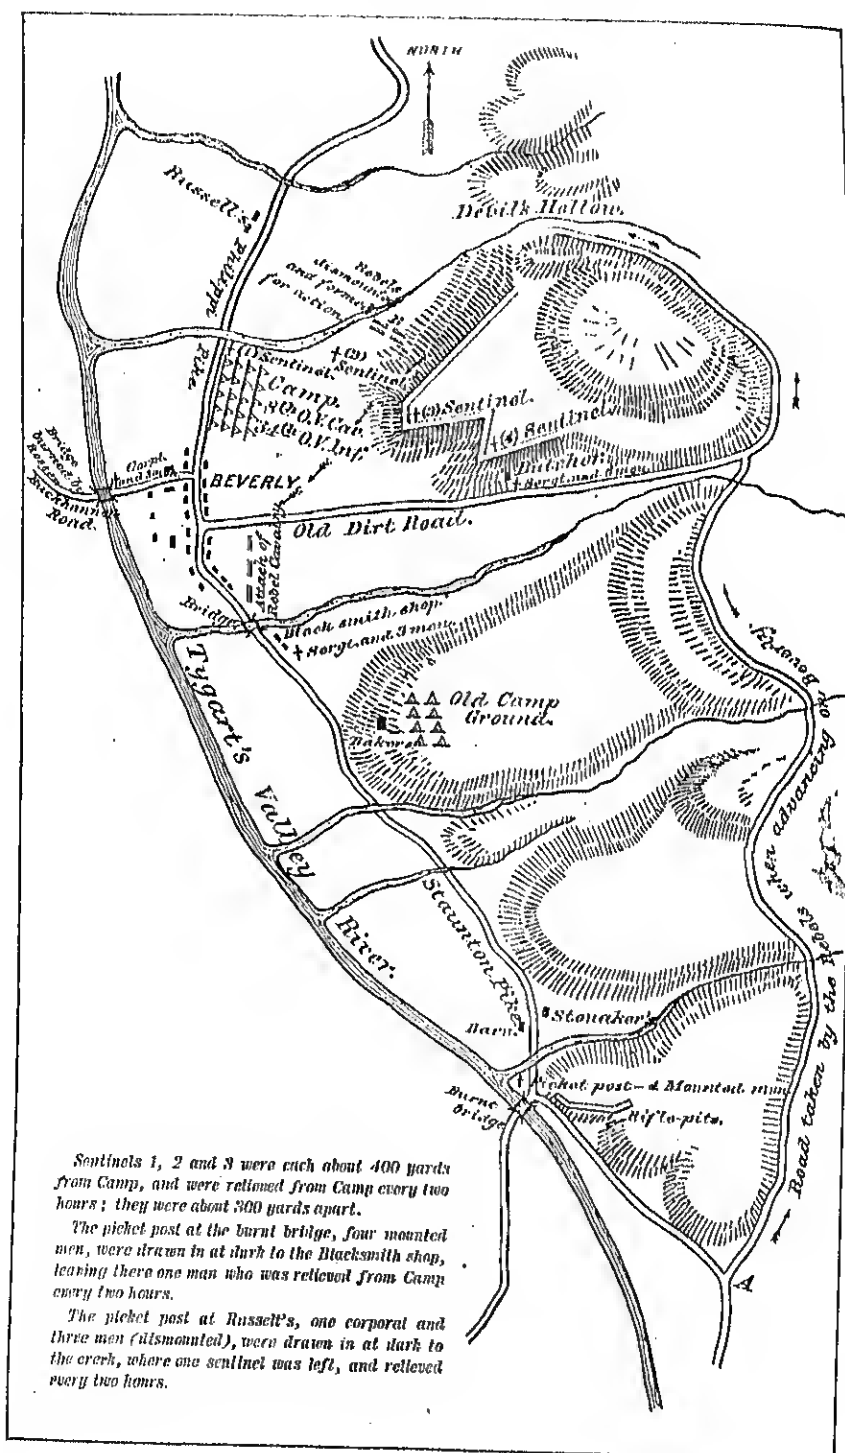 NORTH
Devil's Hollow.
Russell's
Philippi
Pike
Rebels
dismounted
and formed
for action
(1) Sentinel.
(3)
Sentinel.
(2) Sentinel.
(4) Sentinel.
Camp.
8th O.V. Cav.
34th O.V. Inf.
Butcher.
Sergt. and 3 men.
Bridge
burned by
Rebels
Corpl.
and 3 men
Buckhannon
Road.
BEVERLY.
Old Dirt Road.
Attack of
Rebel Cavalry
Bridge
Black smith shop.
Sergt. and 3 men.
Old Camp
Ground.
Bakers
Tygart's Valley River.
Staunton Pike
Road taken by the Rebels when advancing on Beverly.
Stonaker's
Barn.
Picket post-4 Mounted men
Burnt
bridge
Rifle-pits.
A
Sentinels 1, 2 and 3 were each about 400 yards
from Camp, and were relieved from Camp every two
hours; they were about 300 yards apart.
The picket post at the burnt bridge, four mounted
men, were drawn in at dark to the Blacksmith shop,
leaving there one man who was relieved from Camp
every two hours.
The picket post at Russell's, one corporal and
three men (dismounted), were drawn in at dark to
the creek, where one sentinel was left, and relieved
every two hours.